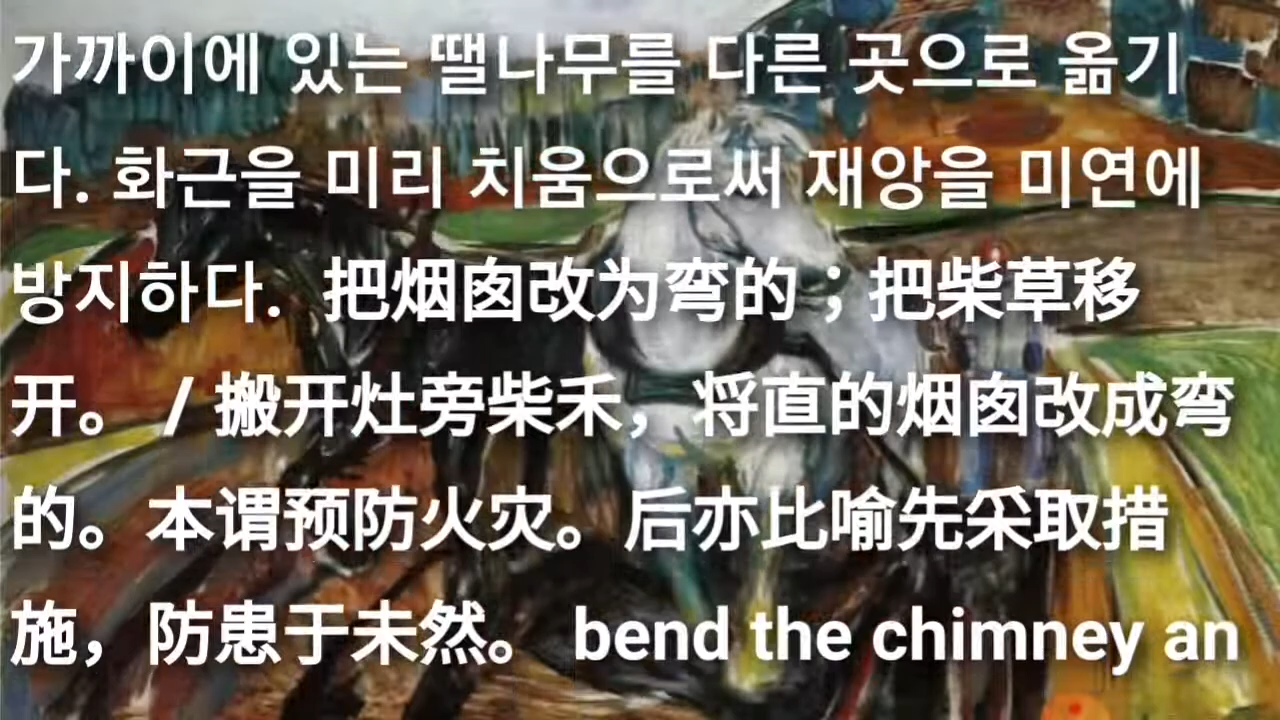 가까이에 있는 땔나무를 다른 곳으로 옮기
다. 화근을 미리 치움으로써 재앙을 미연에
방지하다. 把烟囱改为弯的；把柴草移
开。 / 搬开灶旁柴禾，将直的烟囱改成弯
的。本谓预防火灾。后亦比喻先采取措
施，防患于未然。 bend the chimney an